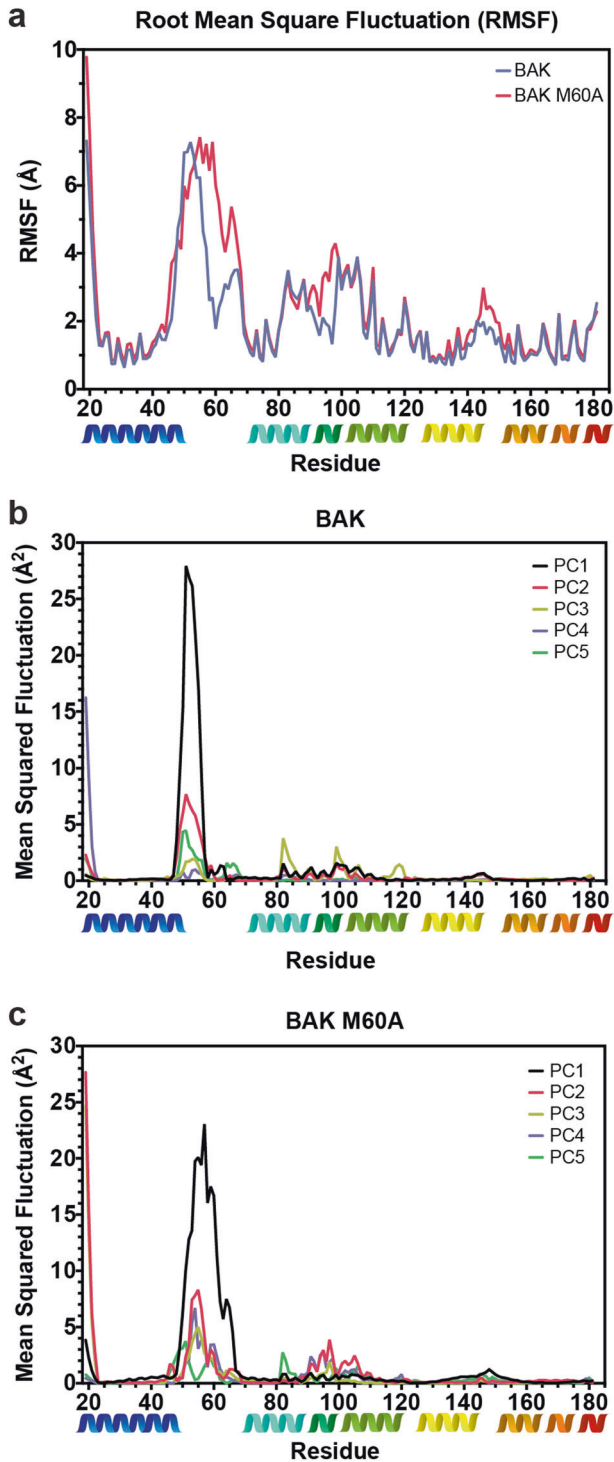 a
Root Mean Square Fluctuation (RMSF)
BAK
BAK M60A
RMSF (Å)
10
8
6
4
2
0
20 40 60 80 100 120 140 160 180
Residue
b
BAK
PC1
PC2
PC3
PC4
PC5
Mean Squared Fluctuation (Å²)
30
25
20
15
10
5
0
20 40 60 80 100 120 140 160 180
Residue
c
BAK M60A
PC1
PC2
PC3
PC4
PC5
Mean Squared Fluctuation (Å²)
30
25
20
15
10
5
0
20 40 60 80 100 120 140 160 180
Residue